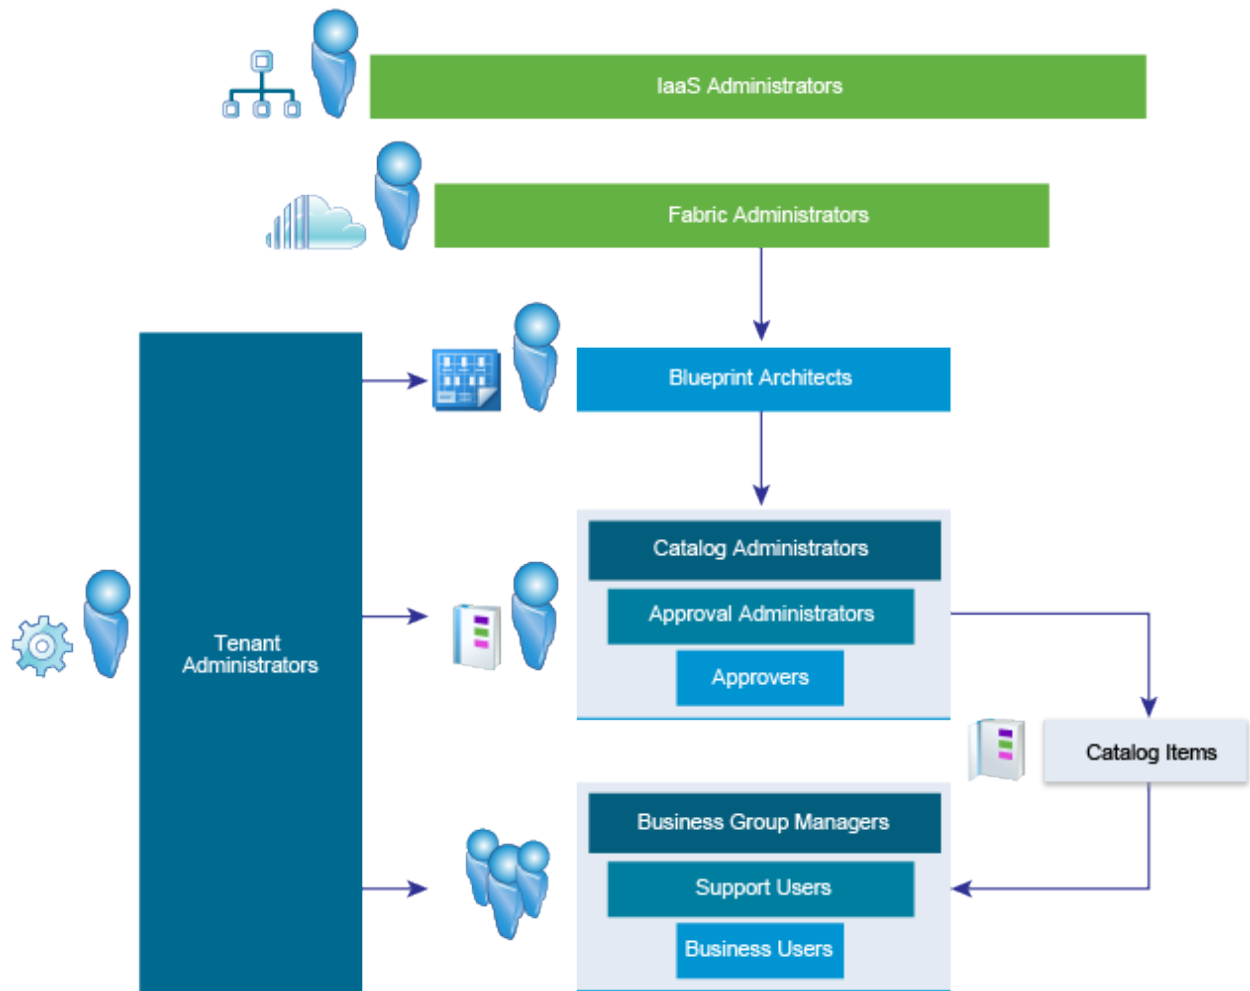 IaaS Administrators
Fabric Administrators
Blueprint Architects
Catalog Administrators
Approval Administrators
Approvers
Tenant
Administrators
Catalog Items
Business Group Managers
Support Users
Business Users